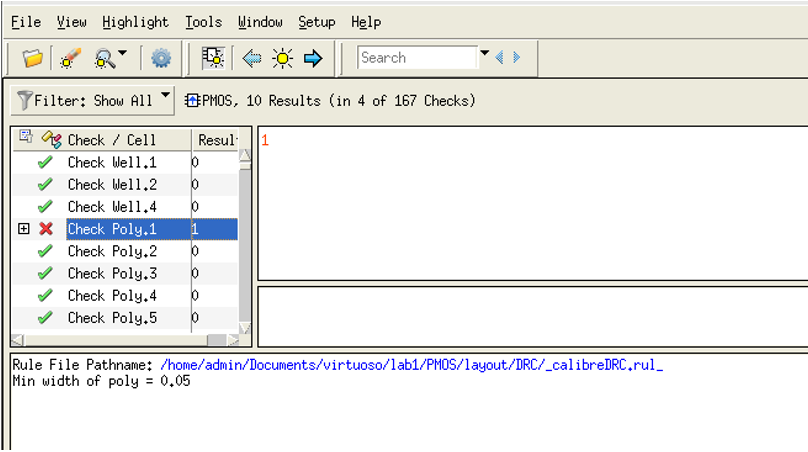 File View Highlight Tools Window Setup Help
Search
Filter: Show All PMOS, 10 Results (in 4 of 167 Checks)
Check / Cell Resul
1
Check Well.1 0
Check Well.2 0
Check Well.4 0
Check Poly.1 1
Check Poly.2 0
Check Poly.3 0
Check Poly.4 0
Check Poly.5 0
Rule File Pathname: /home/admin/Documents/virtuoso/lab1/PMOS/layout/DRC/_calibreDRC.rul_
Min width of poly = 0.05